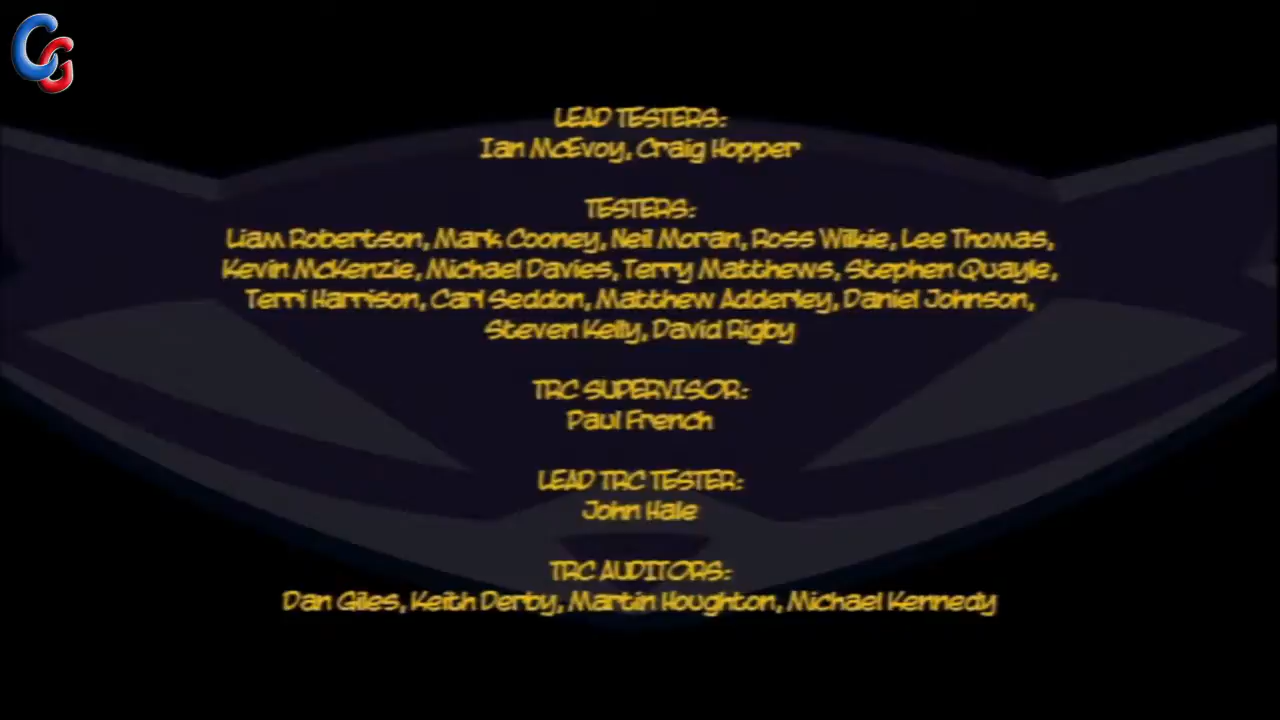 LEAD TESTERS:
Ian McEvoy, Craig Hopper
TESTERS:
Liam Robertson, Mark Cooney, Neil Moran, Ross Wilkie, Lee Thomas,
Kevin McKenzie, Michael Davies, Terry Matthews, Stephen Quayle,
Terri Harrison, Carl Seddon, Matthew Adderley, Daniel Johnson,
Steven Kelly, David Rigby
TRC SUPERVISOR:
Paul French
LEAD TRC TESTER:
John Hale
TRC AUDITORS:
Dan Giles, Keith Derby, Martin Houghton, Michael Kennedy